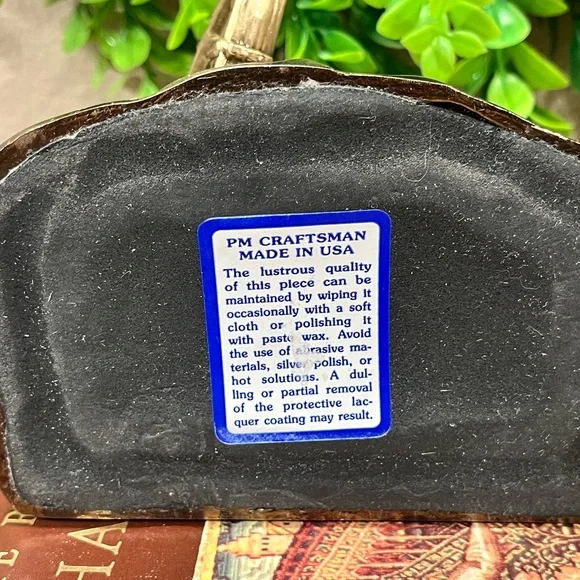 PM CRAFTSMAN
MADE IN USA
The lustrous quality
of this piece can be
maintained by wiping it
occasionally with a soft
cloth or polishing it
with paste wax. Avoid
the use of abrasive ma-
terials, silver polish, or
hot solutions. A dul-
ling or partial removal
of the protective lac-
quer coating may result.